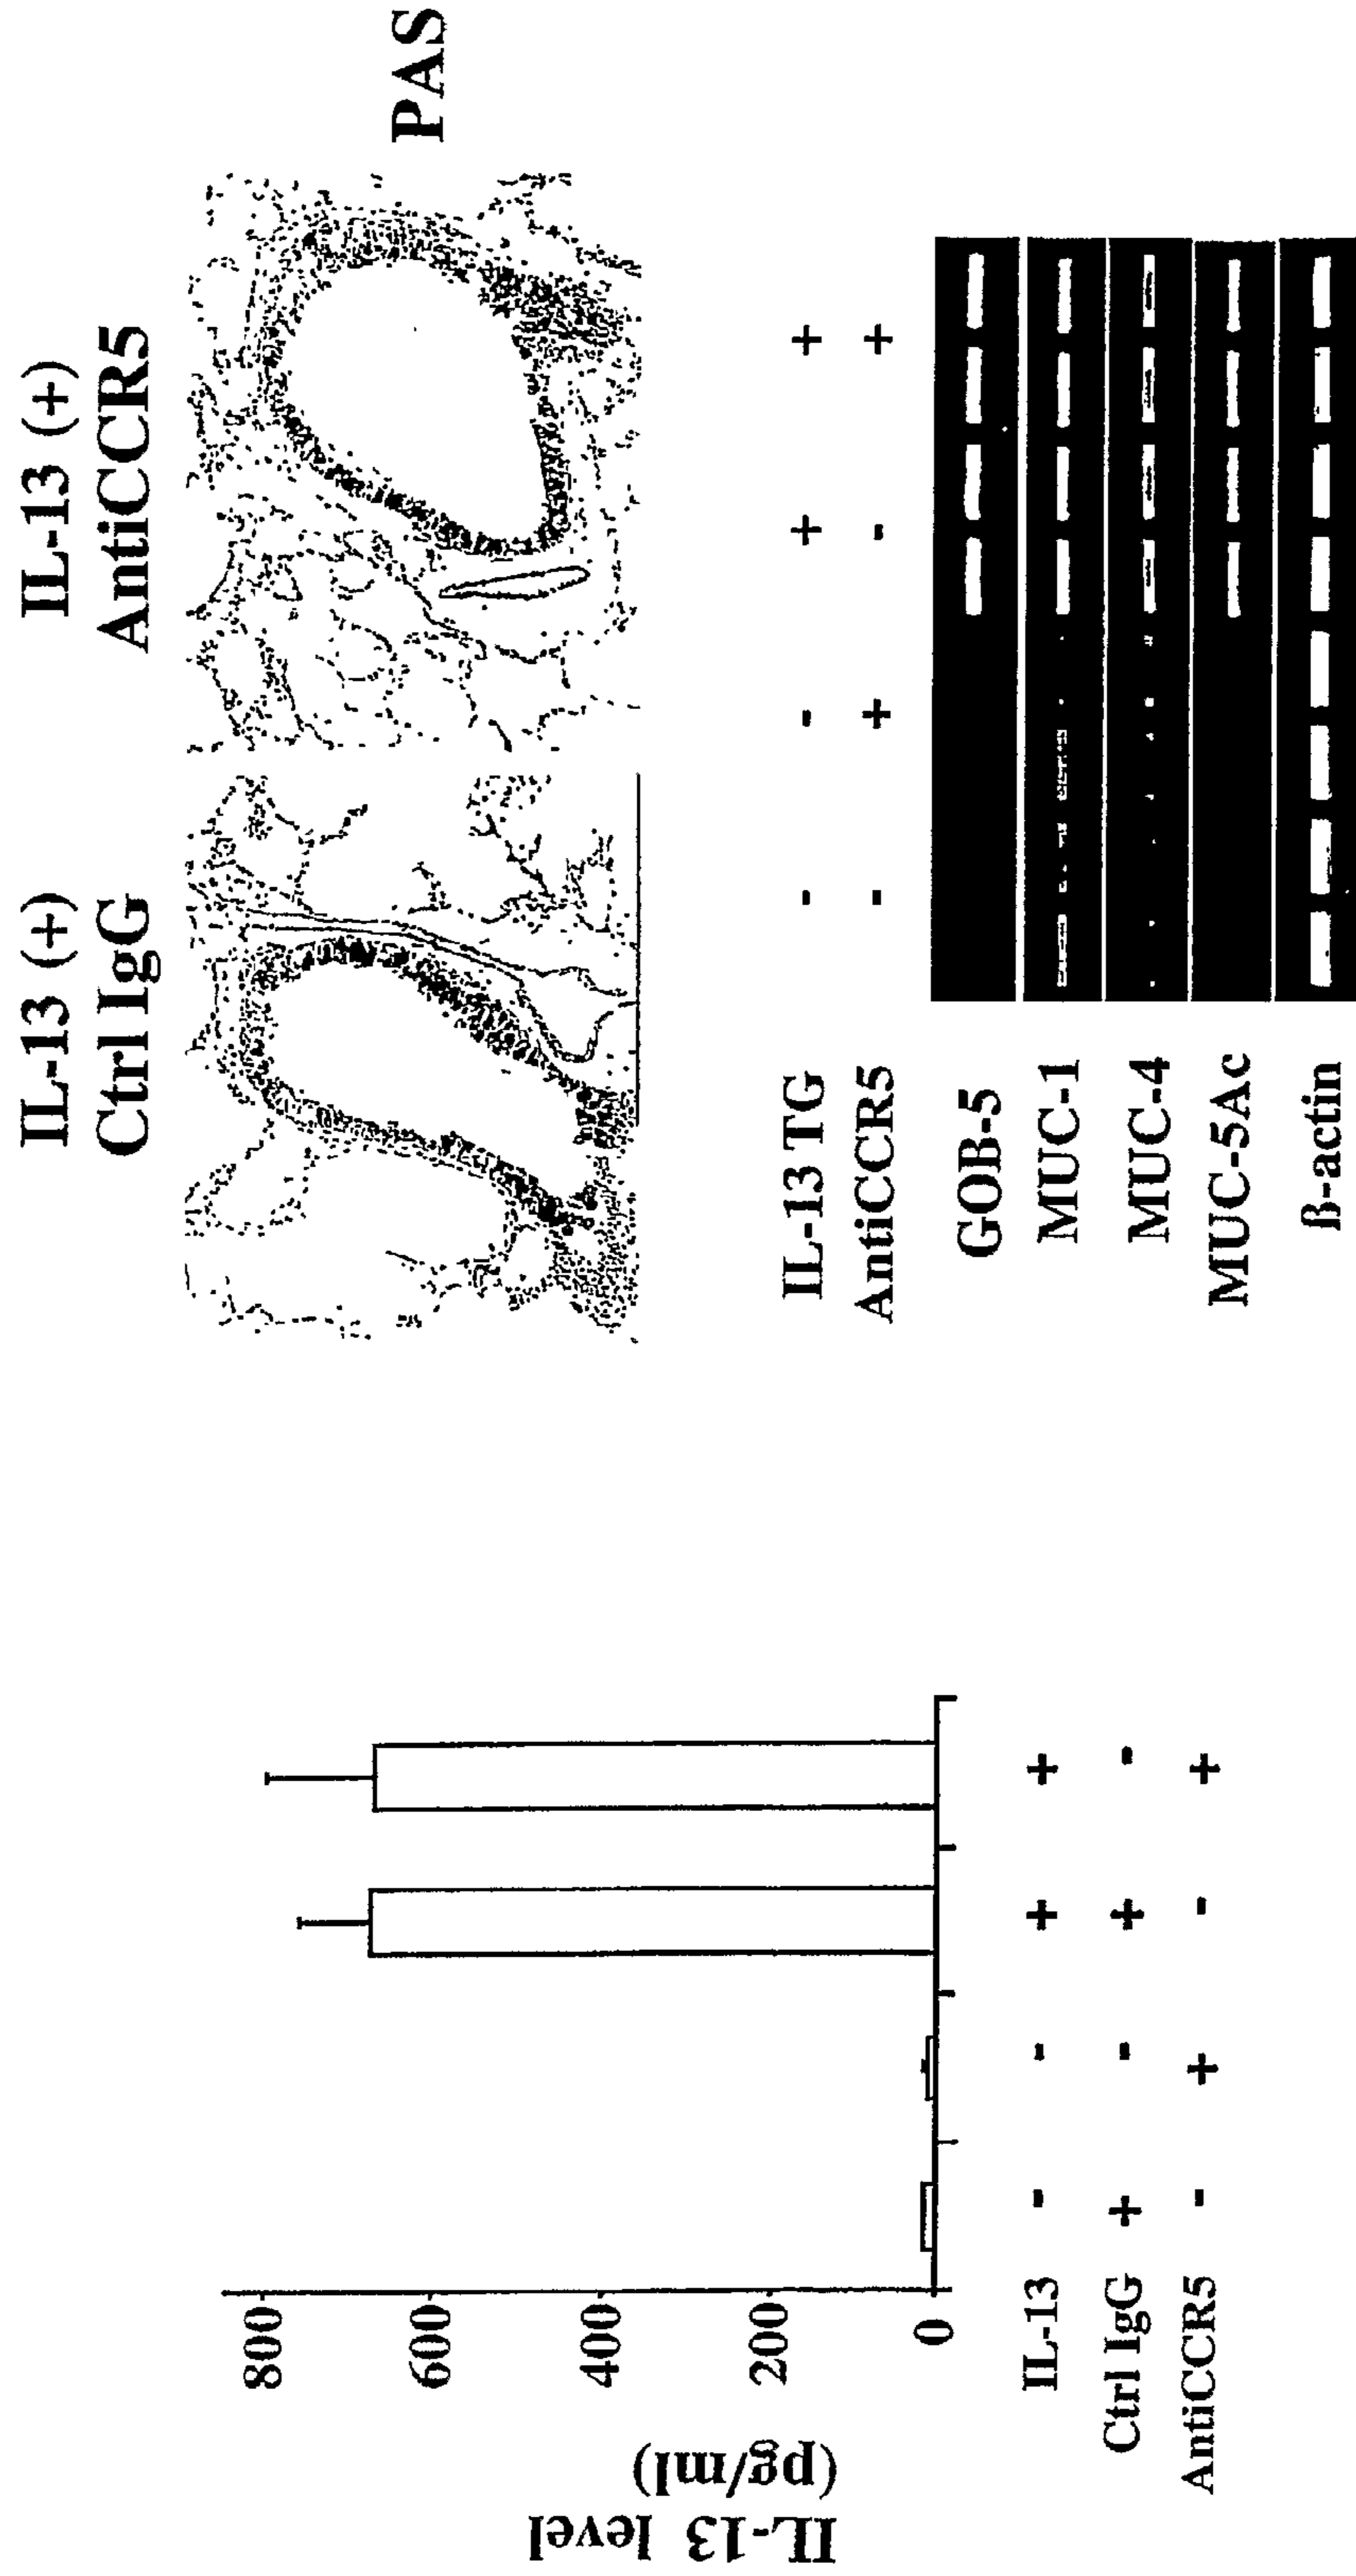 IL-13 level
(pg/ml)
800
600
400
200
0
IL-13 - - + +
Ctrl IgG + - + -
AntiCCR5 - + - +
IL-13 (+)
Ctrl IgG
IL-13 (+)
AntiCCR5
PAS
IL-13 TG - - + +
AntiCCR5 - + - +
GOB-5
MUC-1
MUC-4
MUC-5Ac
ß-actin